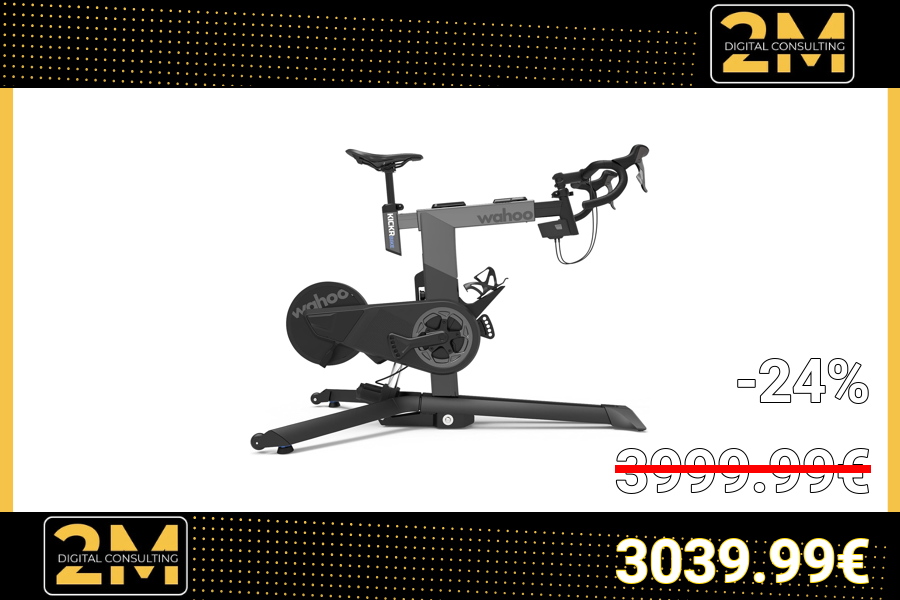 2M
DIGITAL CONSULTING
wahoo
KICKR
wahoo
-24%
3999.99€
2M
DIGITAL CONSULTING
3039.99€